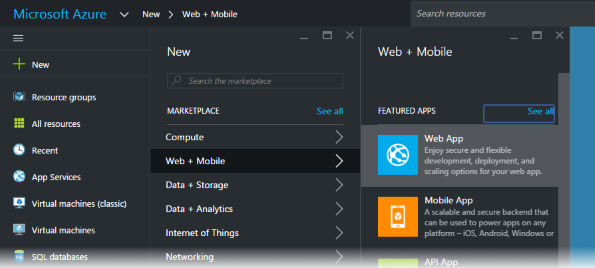 Microsoft Azure New > Web + Mobile Search resources
New
Resource groups
All resources
Recent
App Services
Virtual machines (classic)
Virtual machines
SQL databases
New
Search the marketplace
MARKETPLACE See all
Compute
Web + Mobile
Data + Storage
Data + Analytics
Internet of Things
Networking
Web + Mobile
FEATURED APPS See all
Web App
Enjoy secure and flexible
development, deployment, and
scaling options for your web app.
Mobile App
A scalable and secure backend that
can be used to power apps on any
platform – iOS, Android, Windows or
API App